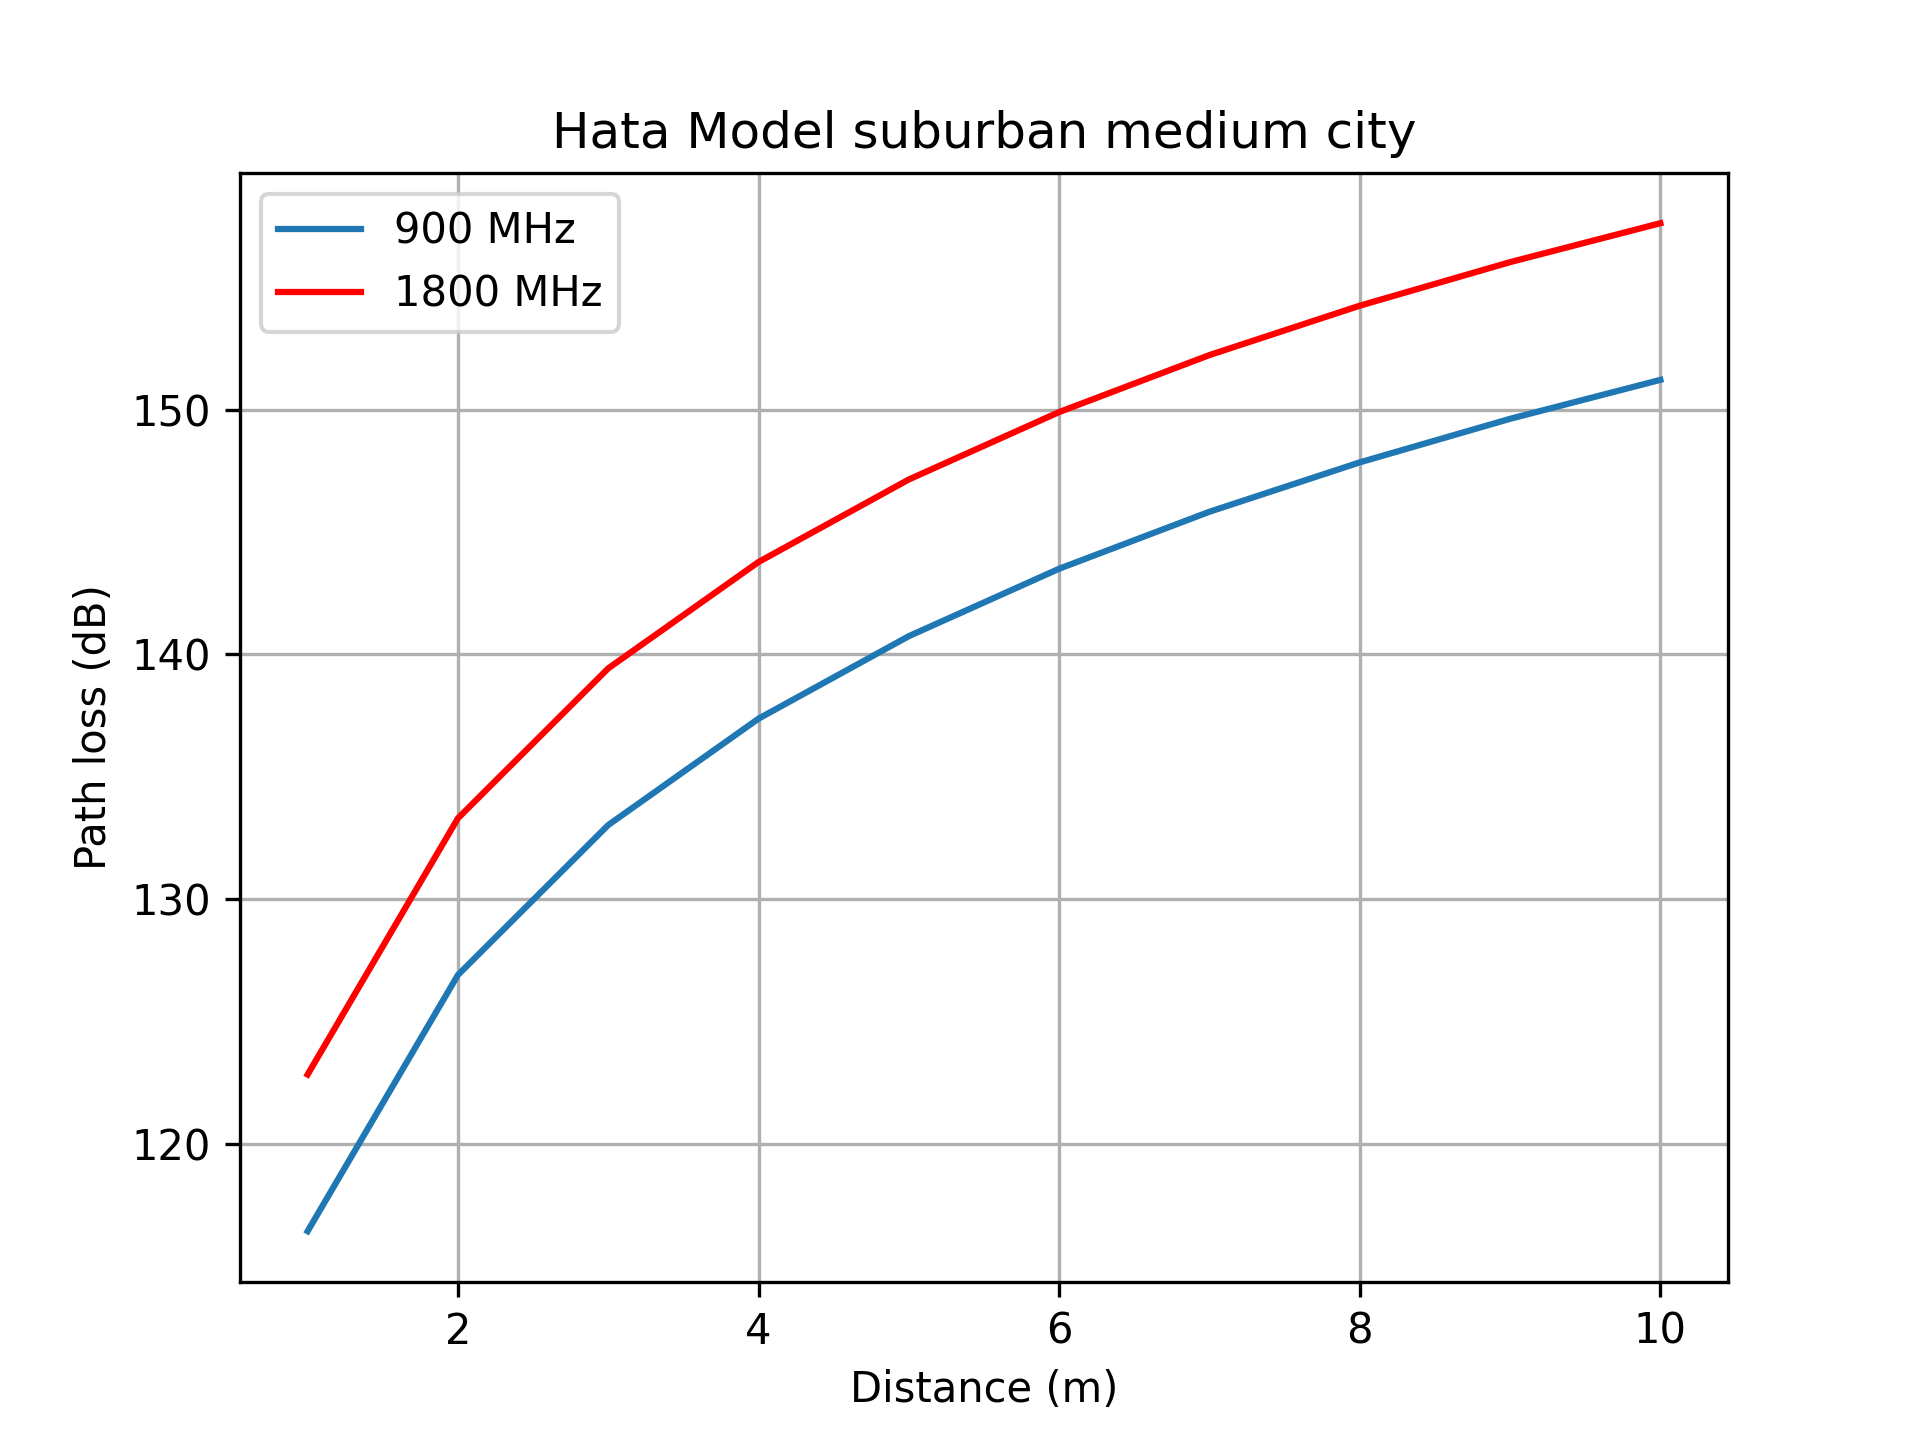 Hata Model suburban medium city
900 MHz
1800 MHz
150
140
130
120
Path loss (dB)
2 4 6 8 10
Distance (m)